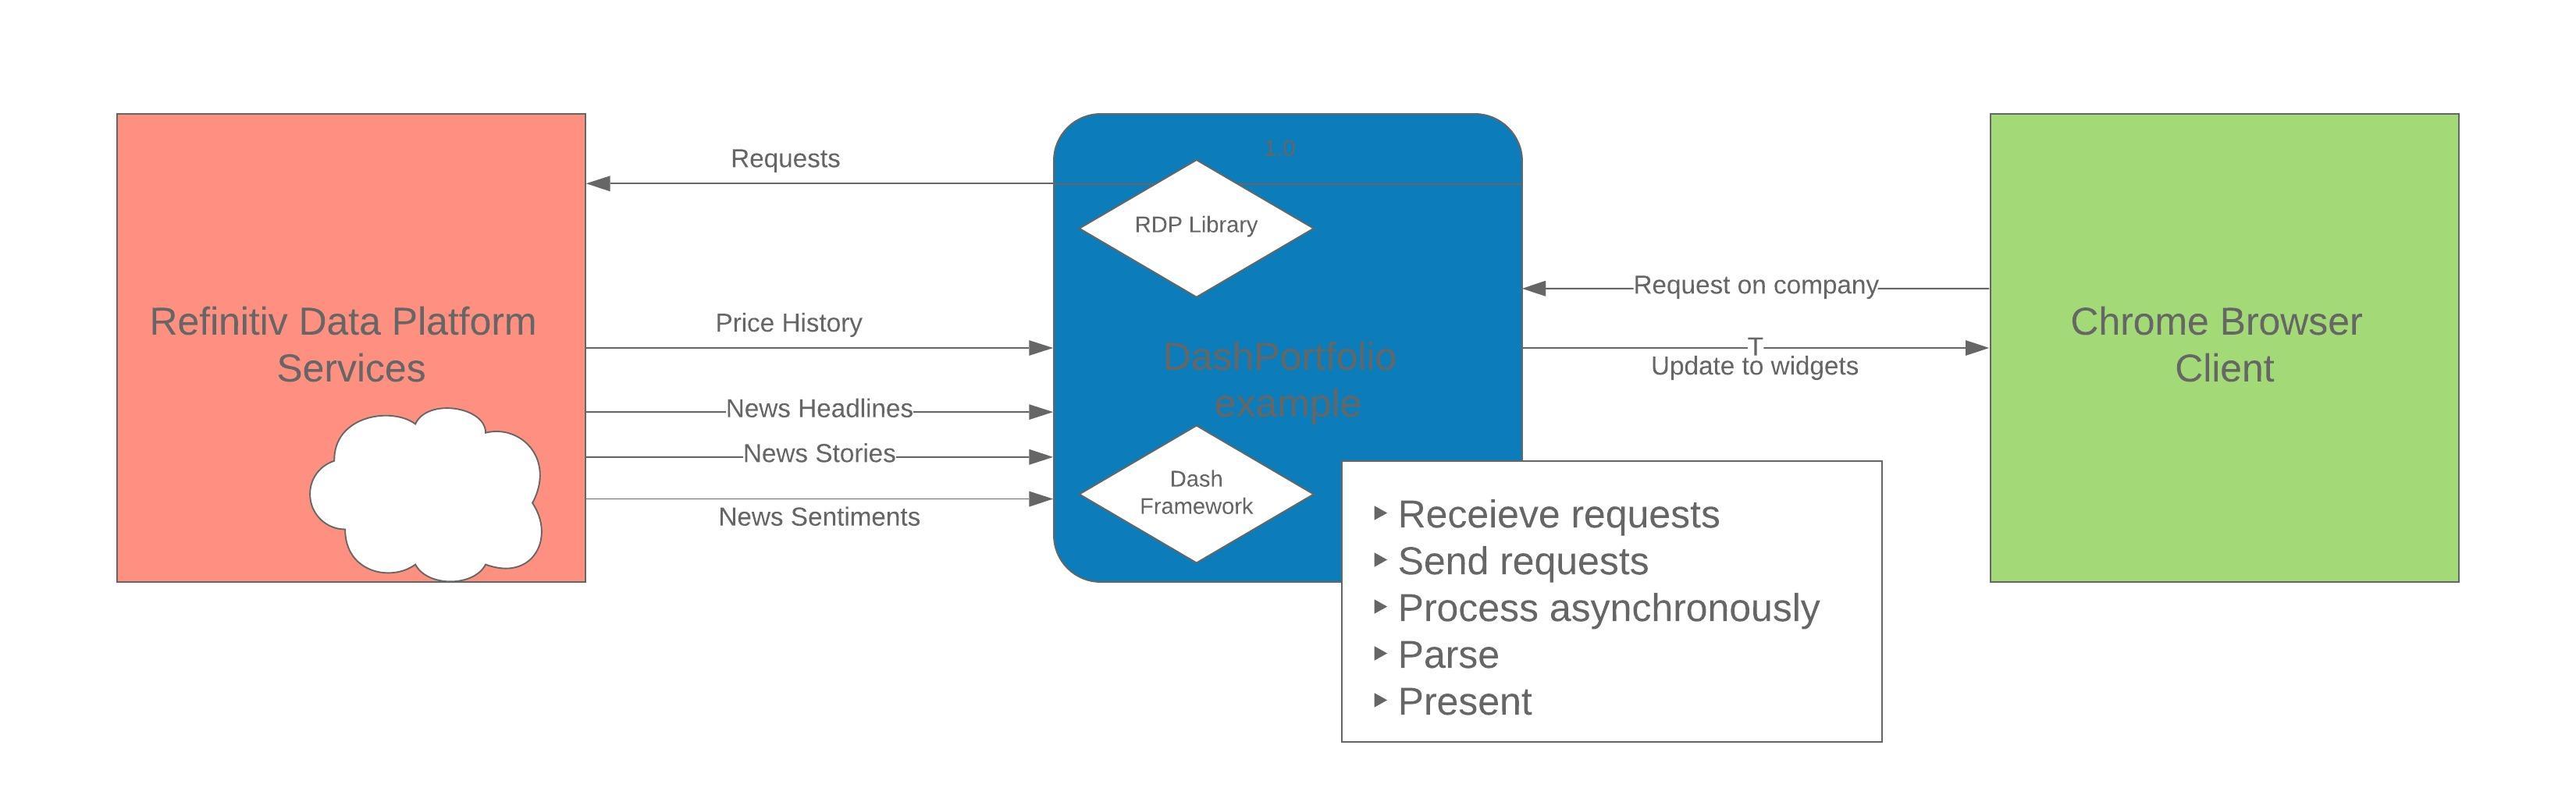 Refinitiv Data Platform
Services
Requests
Price History
News Headlines
News Stories
News Sentiments
1.0
RDP Library
DashPortfolio
example
Dash
Framework
Receieve requests
Send requests
Process asynchronously
Parse
Present
Request on company
T
Update to widgets
Chrome Browser
Client